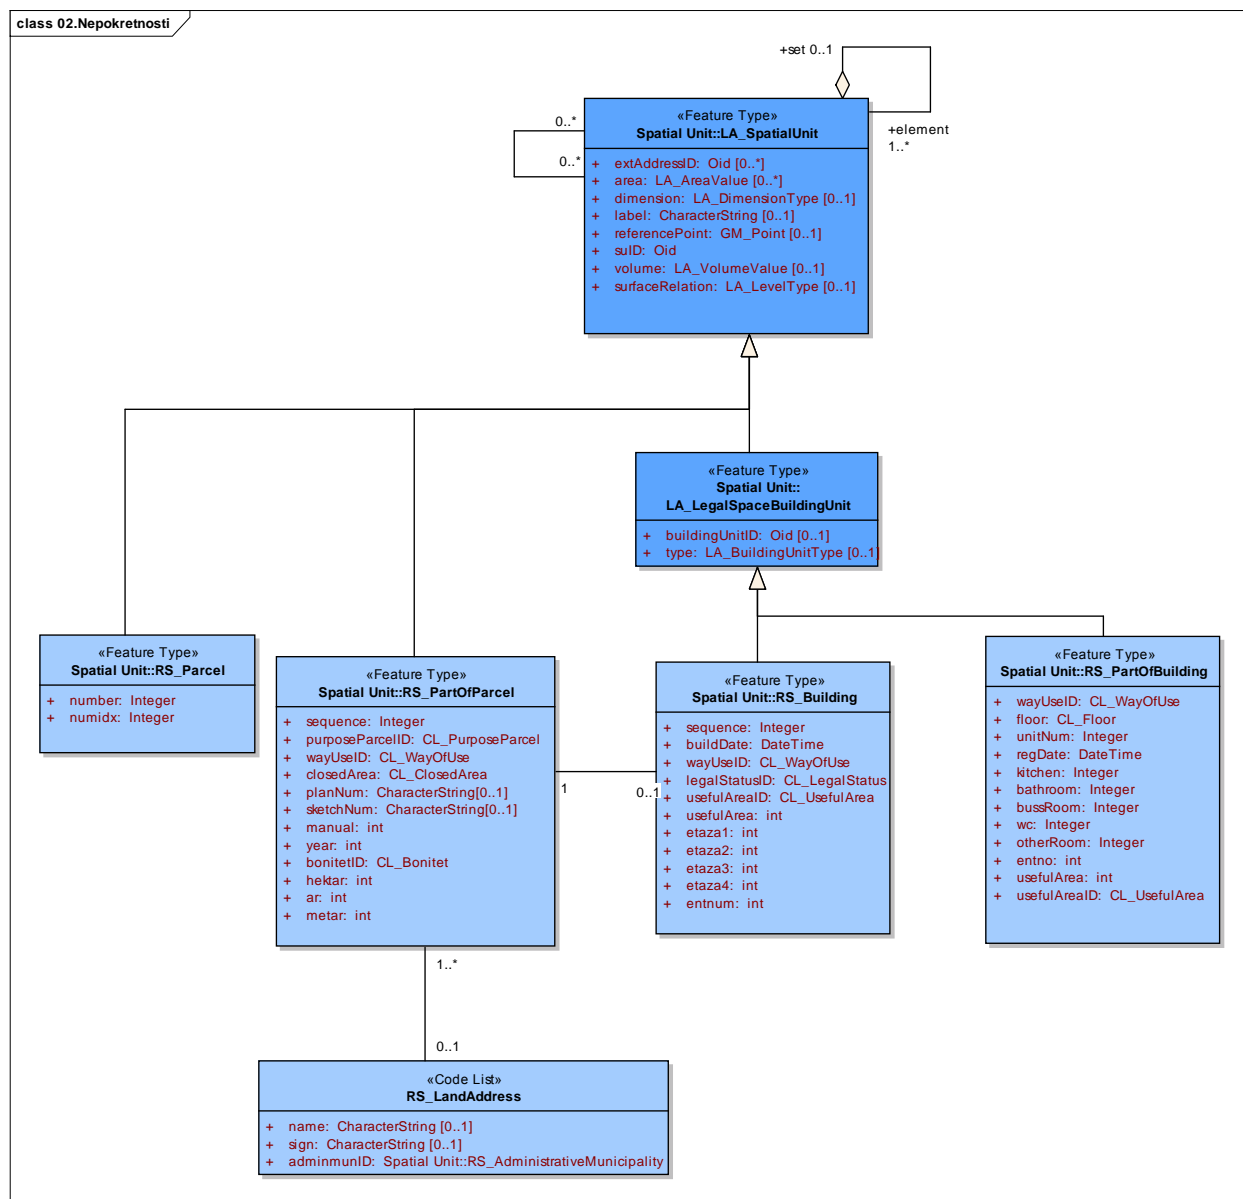 class 02.Nepokretnosti
+set 0..1
+element
1..*
0..*
0..*
«Feature Type»
Spatial Unit::LA_SpatialUnit
+ extAddressID: Oid [0..*]
+ area: LA_AreaValue [0..*]
+ dimension: LA_DimensionType [0..1]
+ label: CharacterString [0..1]
+ referencePoint: GM_Point [0..1]
+ suID: Oid
+ volume: LA_VolumeValue [0..1]
+ surfaceRelation: LA_LevelType [0..1]
«Feature Type»
Spatial Unit::
LA_LegalSpaceBuildingUnit
+ buildingUnitID: Oid [0..1]
+ type: LA_BuildingUnitType [0..1]
«Feature Type»
Spatial Unit::RS_Parcel
+ number: Integer
+ numidx: Integer
«Feature Type»
Spatial Unit::RS_PartOfParcel
+ sequence: Integer
+ purposeParcelID: CL_PurposeParcel
+ wayUseID: CL_WayOfUse
+ closedArea: CL_ClosedArea
+ planNum: CharacterString[0..1]
+ sketchNum: CharacterString[0..1]
+ manual: int
+ year: int
+ bonitetID: CL_Bonitet
+ hektar: int
+ ar: int
+ metar: int
1
0..1
«Feature Type»
Spatial Unit::RS_Building
+ sequence: Integer
+ buildDate: DateTime
+ wayUseID: CL_WayOfUse
+ legalStatusID: CL_LegalStatus
+ usefulAreaID: CL_UsefulArea
+ usefulArea: int
+ etaza1: int
+ etaza2: int
+ etaza3: int
+ etaza4: int
+ entnum: int
«Feature Type»
Spatial Unit::RS_PartOfBuilding
+ wayUseID: CL_WayOfUse
+ floor: CL_Floor
+ unitNum: Integer
+ regDate: DateTime
+ kitchen: Integer
+ bathroom: Integer
+ bussRoom: Integer
+ wc: Integer
+ otherRoom: Integer
+ entno: int
+ usefulArea: int
+ usefulAreaID: CL_UsefulArea
1..*
0..1
«Code List»
RS_LandAddress
+ name: CharacterString [0..1]
+ sign: CharacterString [0..1]
+ adminmunID: Spatial Unit::RS_AdministrativeMunicipality